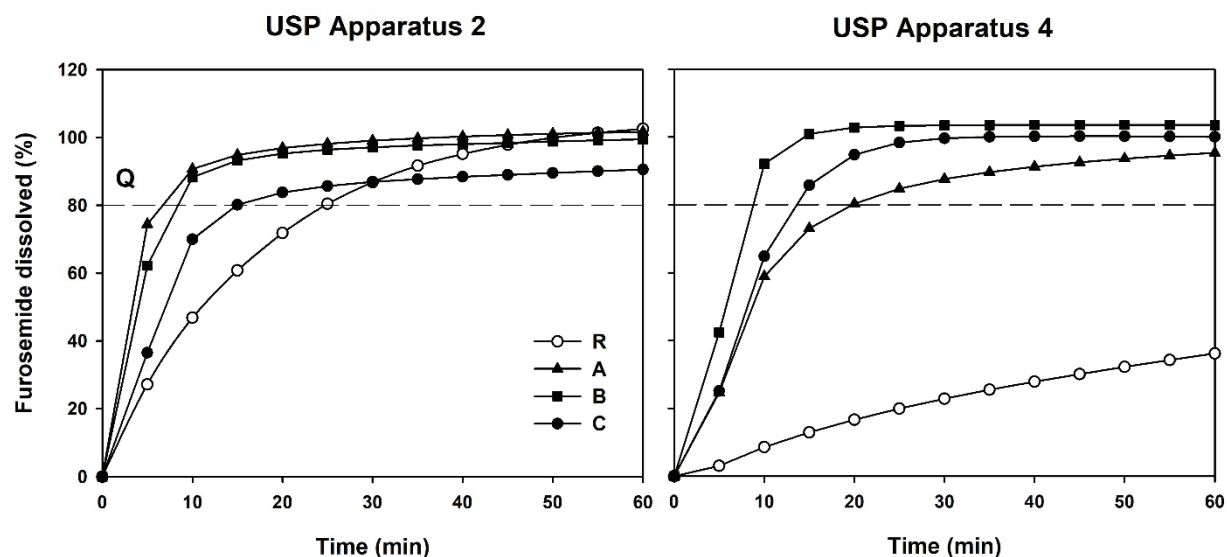 USP Apparatus 2
USP Apparatus 4
Furosemide dissolved (%)
120
100
80
60
40
20
0
Q
R
A
B
C
0 10 20 30 40 50 60
0 10 20 30 40 50 60
Time (min)
Time (min)